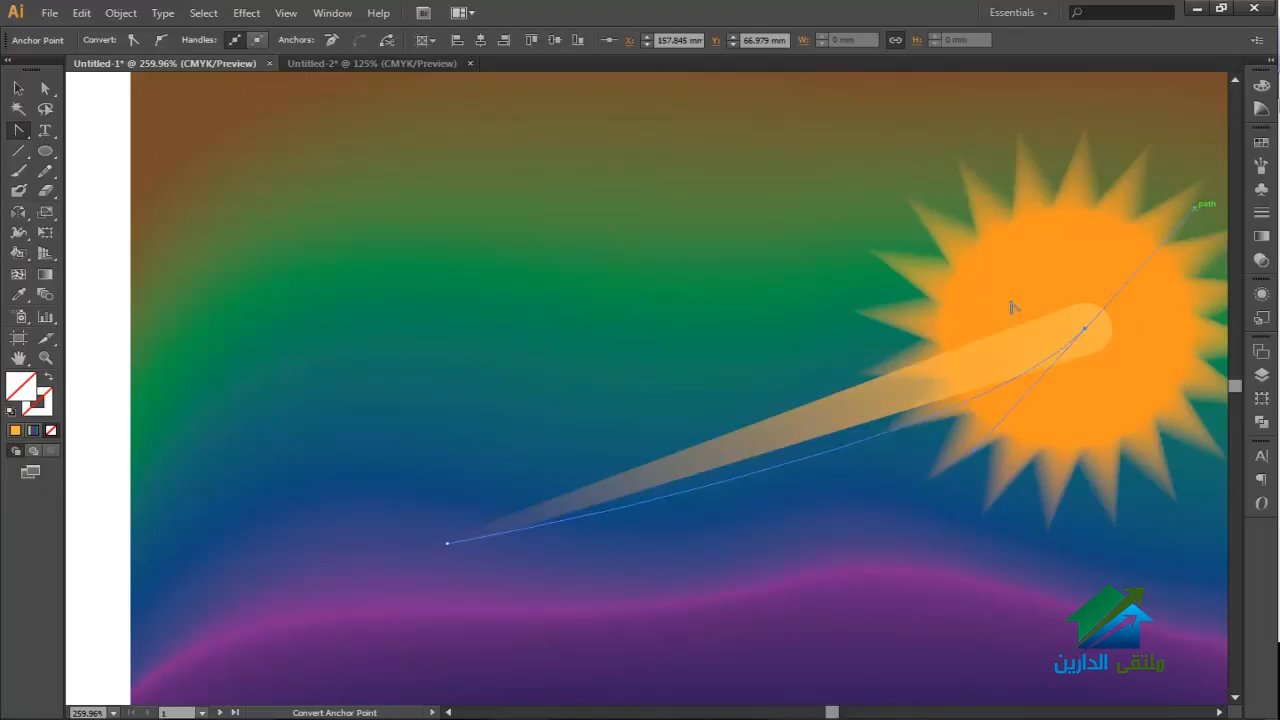 Ai File Edit Object Type Select Effect View Window Help Br Essentials
Anchor Point Convert: Handles: Anchors: X: 157.845 mm Y: 66.979 mm W: 0 mm H: 0 mm
Untitled-1* @ 259.96% (CMYK/Preview) × Untitled-2* @ 125% (CMYK/Preview) ×
path
ملتقى الدارين
259.96% 1 Convert Anchor Point